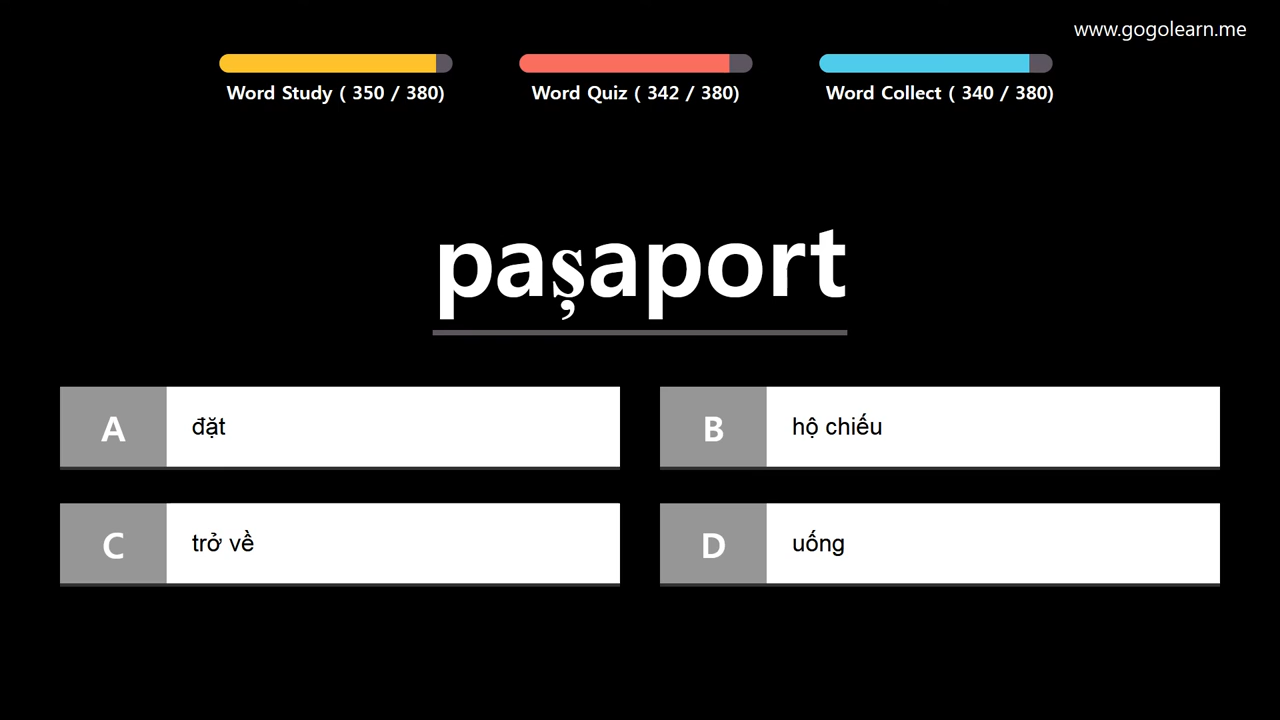 www.gogolearn.me
Word Study ( 350 / 380)
Word Quiz ( 342 / 380)
Word Collect ( 340 / 380)
pașaport
A đặt
B hộ chiếu
C trở về
D uống